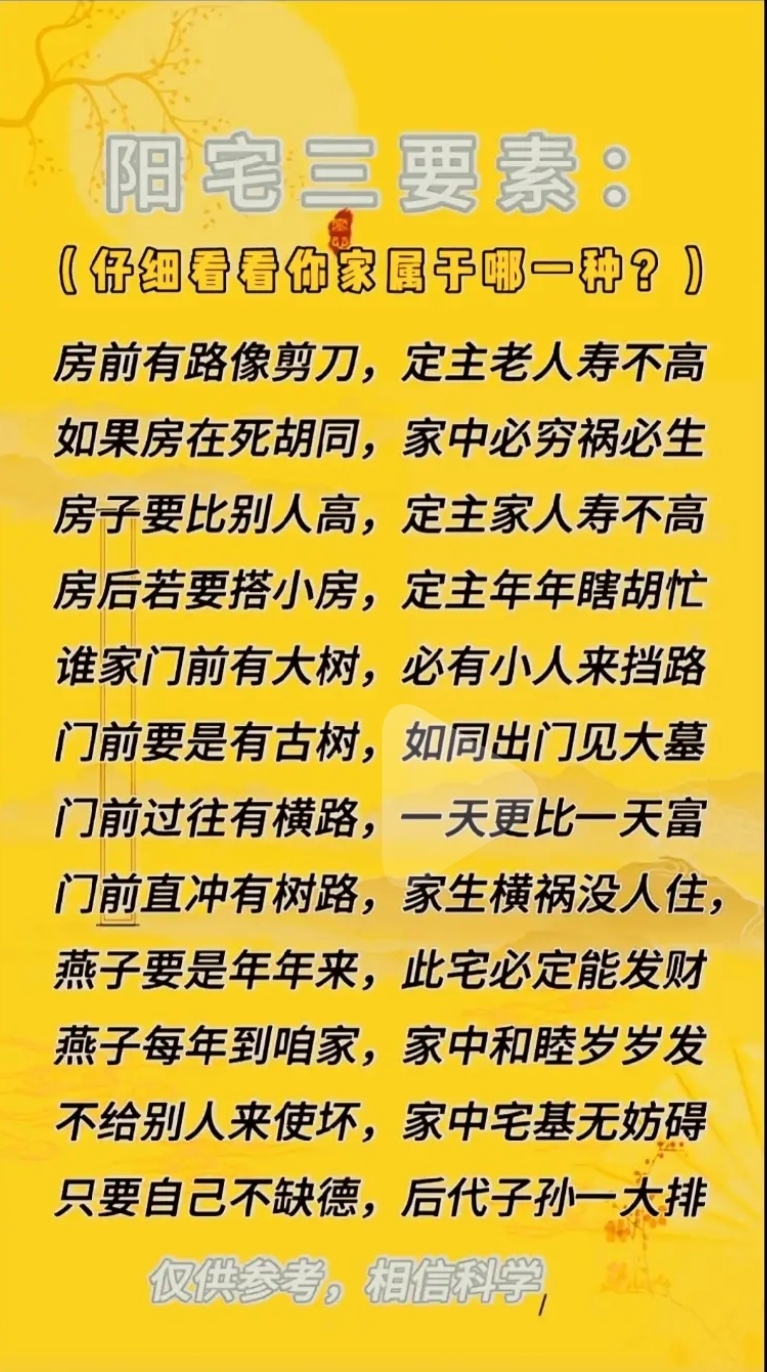 阳宅三要素：
（仔细看看你家属于哪一种？）
房前有路像剪刀，定主老人寿不高
如果房在死胡同，家中必穷祸必生
房子要比别人高，定主家人寿不高
房后若要搭小房，定主年年瞎胡忙
谁家门前有大树，必有小人来挡路
门前要是有古树，如同出门见大墓
门前过往有横路，一天更比一天富
门前直冲有树路，家生横祸没人住，
燕子要是年年来，此宅必定能发财
燕子每年到咱家，家中和睦岁岁发
不给别人来使坏，家中宅基无妨碍
只要自己不缺德，后代子孙一大排
仅供参考，相信科学